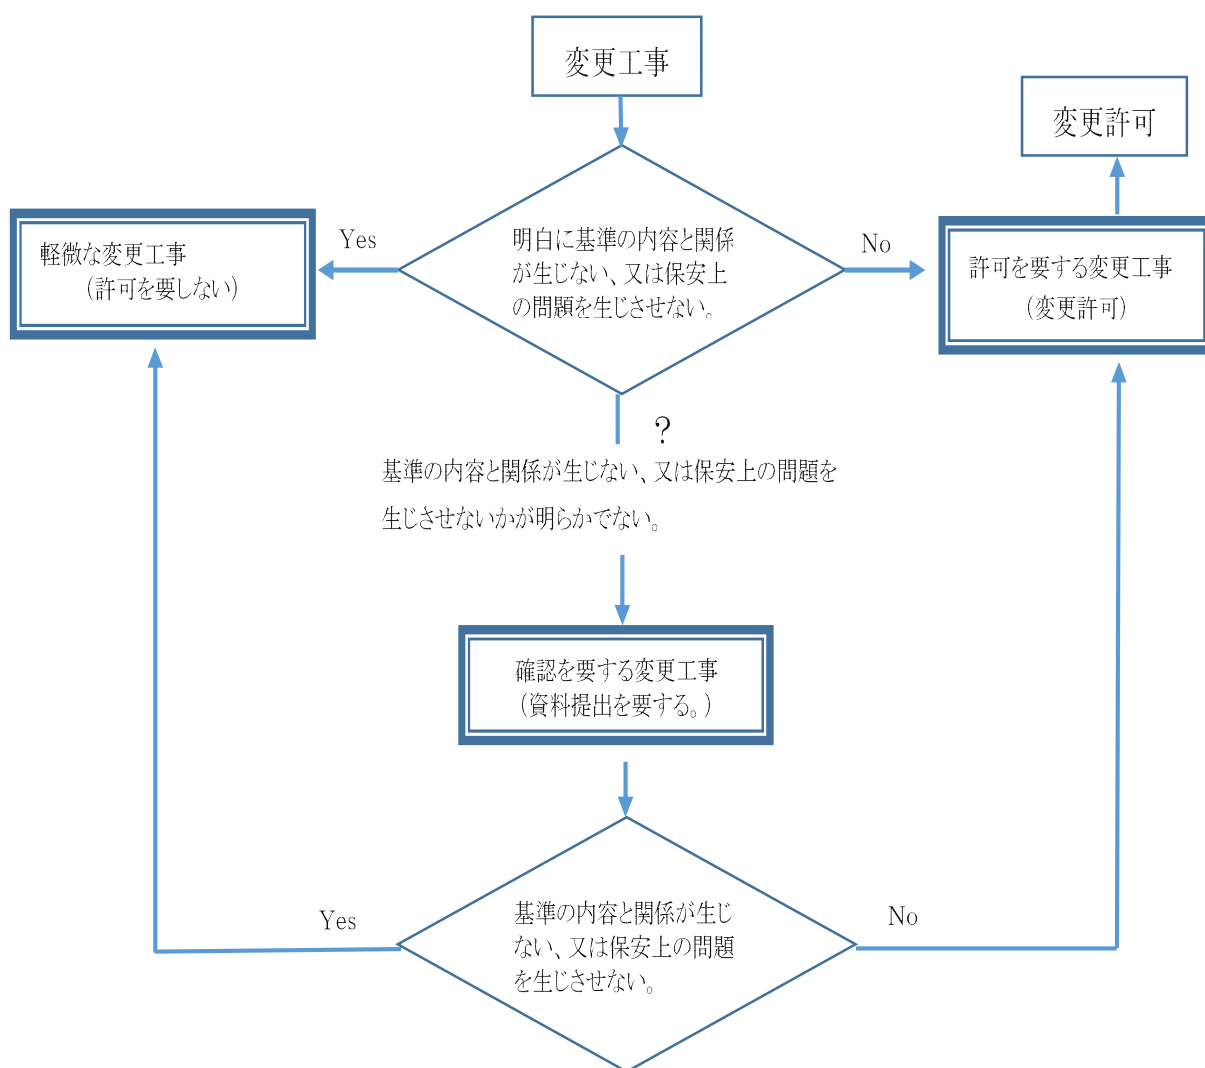 変更工事
変更許可
軽微な変更工事
（許可を要しない）
Yes
明白に基準の内容と関係
が生じない、又は保安上
の問題を生じさせない。
No
許可を要する変更工事
（変更許可）
？
基準の内容と関係が生じない、又は保安上の問題を
生じさせないかが明らかでない。
確認を要する変更工事
（資料提出を要する。）
Yes
基準の内容と関係が生じ
ない、又は保安上の問題
を生じさせない。
No